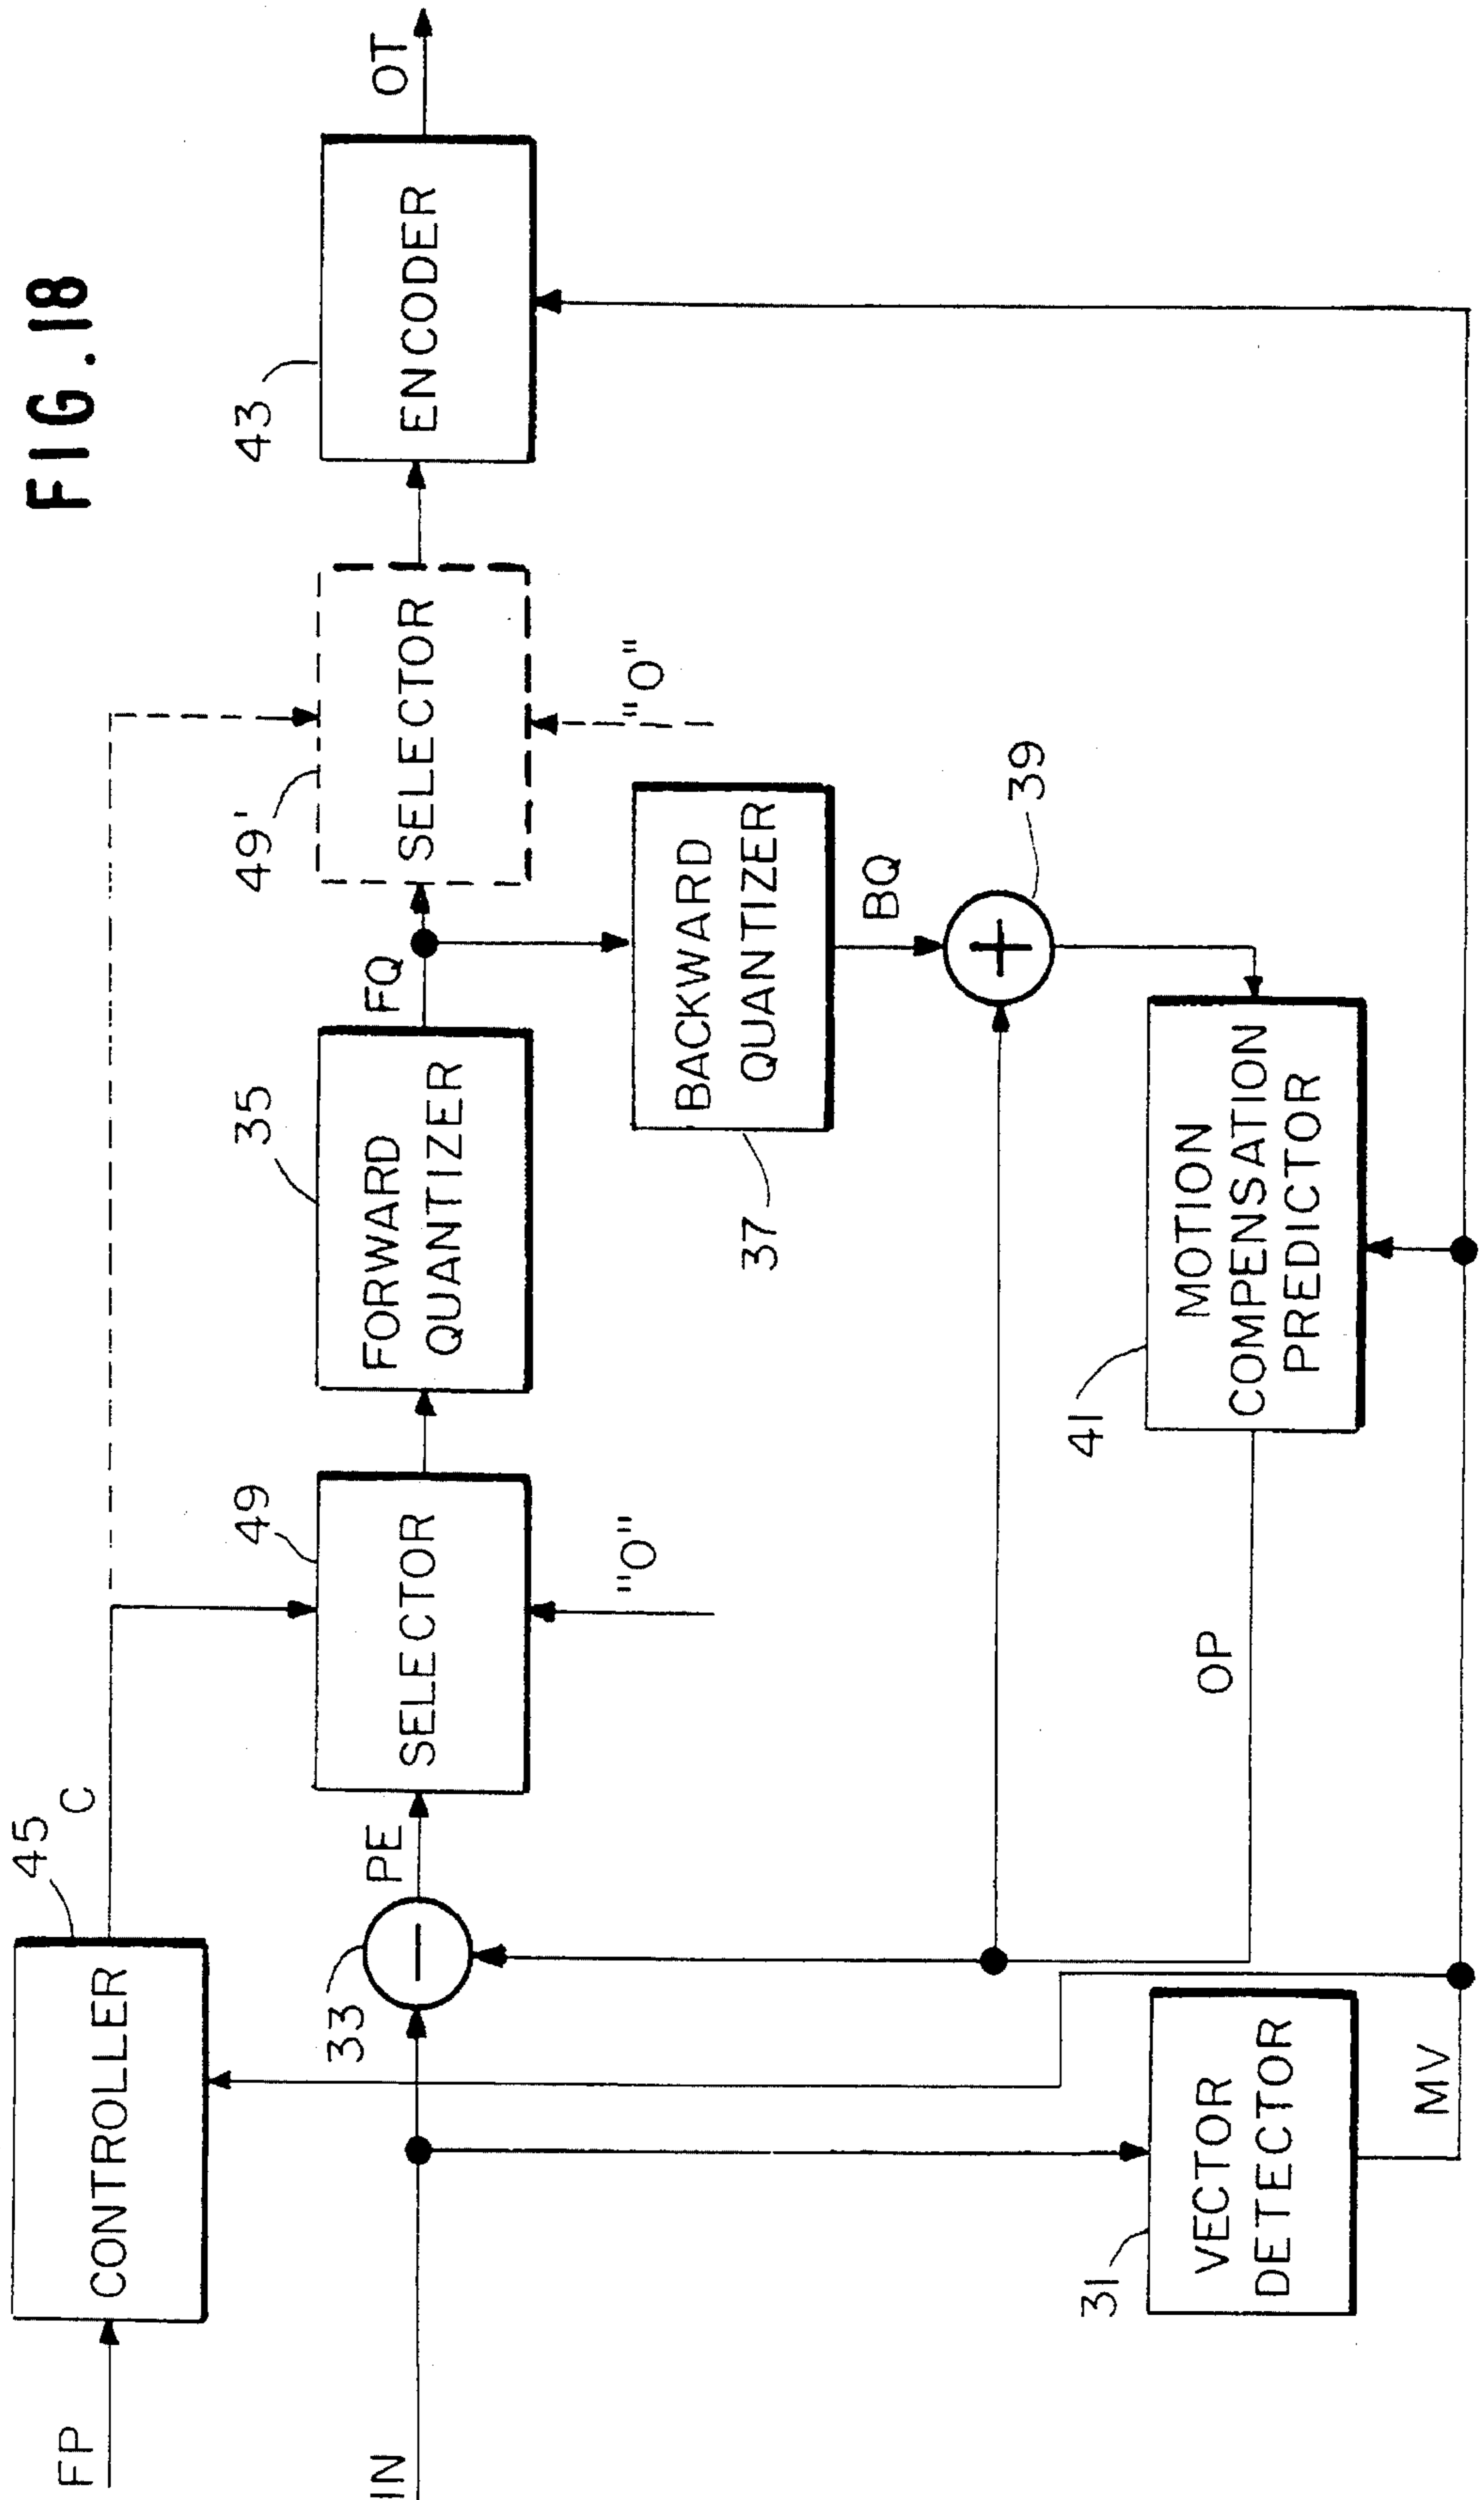 FIG.18
FP
CONTROLLER
45
C
IN
33
PE
SELECTOR
49
"0"
FORWARD
QUANTIZER
35
FQ
49'
SELECTOR
"0"
43
ENCODER
OT
BACKWARD
QUANTIZER
37
BQ
39
MOTION
COMPENSATION
PREDICTOR
41
OP
VECTOR
DETECTOR
31
MV